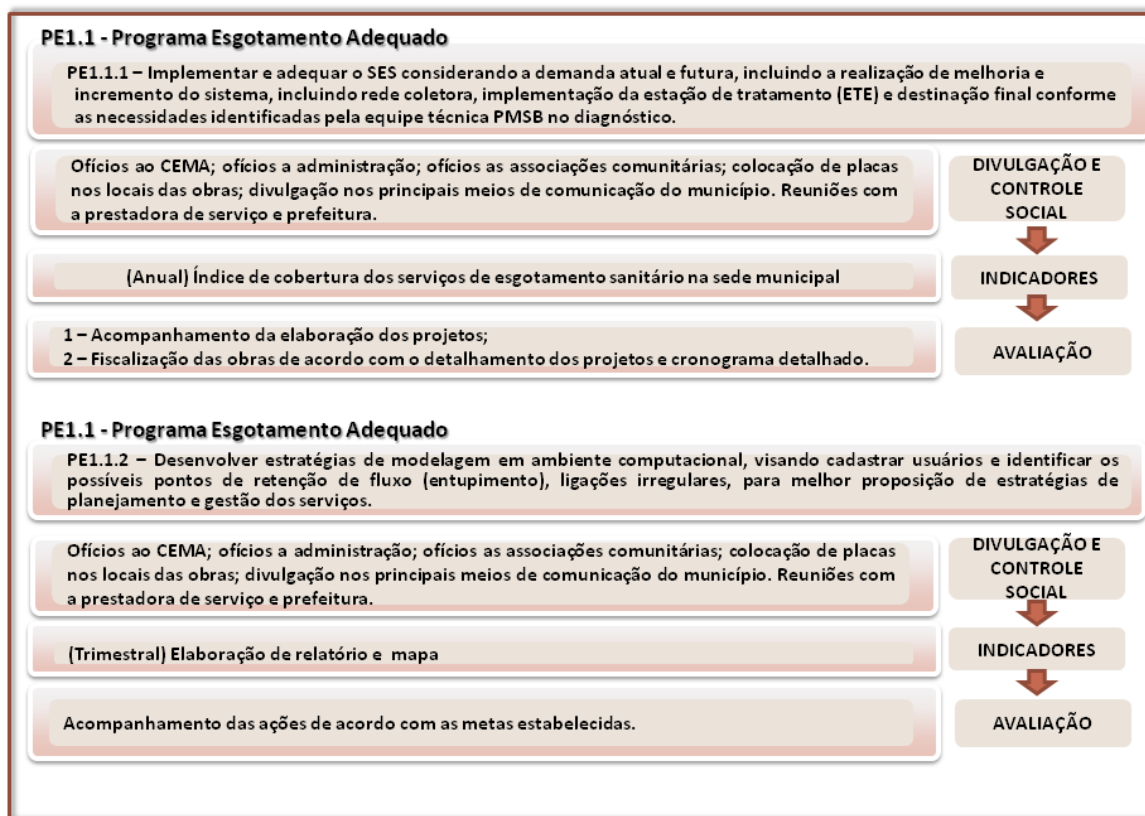 PE1.1 - Programa Esgotamento Adequado
PE1.1.1 – Implementar e adequar o SES considerando a demanda atual e futura, incluindo a realização de melhoria e
incremento do sistema, incluindo rede coletora, implementação da estação de tratamento (ETE) e destinação final conforme
as necessidades identificadas pela equipe técnica PMSB no diagnóstico.
Ofícios ao CEMA; ofícios a administração; ofícios as associações comunitárias; colocação de placas
nos locais das obras; divulgação nos principais meios de comunicação do município. Reuniões com
a prestadora de serviço e prefeitura.
DIVULGAÇÃO E
CONTROLE
SOCIAL
(Anual) Índice de cobertura dos serviços de esgotamento sanitário na sede municipal
INDICADORES
1 – Acompanhamento da elaboração dos projetos;
2 – Fiscalização das obras de acordo com o detalhamento dos projetos e cronograma detalhado.
AVALIAÇÃO
PE1.1 - Programa Esgotamento Adequado
PE1.1.2 – Desenvolver estratégias de modelagem em ambiente computacional, visando cadastrar usuários e identificar os
possíveis pontos de retenção de fluxo (entupimento), ligações irregulares, para melhor proposição de estratégias de
planejamento e gestão dos serviços.
Ofícios ao CEMA; ofícios a administração; ofícios as associações comunitárias; colocação de placas
nos locais das obras; divulgação nos principais meios de comunicação do município. Reuniões com
a prestadora de serviço e prefeitura.
DIVULGAÇÃO E
CONTROLE
SOCIAL
(Trimestral) Elaboração de relatório e mapa
INDICADORES
Acompanhamento das ações de acordo com as metas estabelecidas.
AVALIAÇÃO